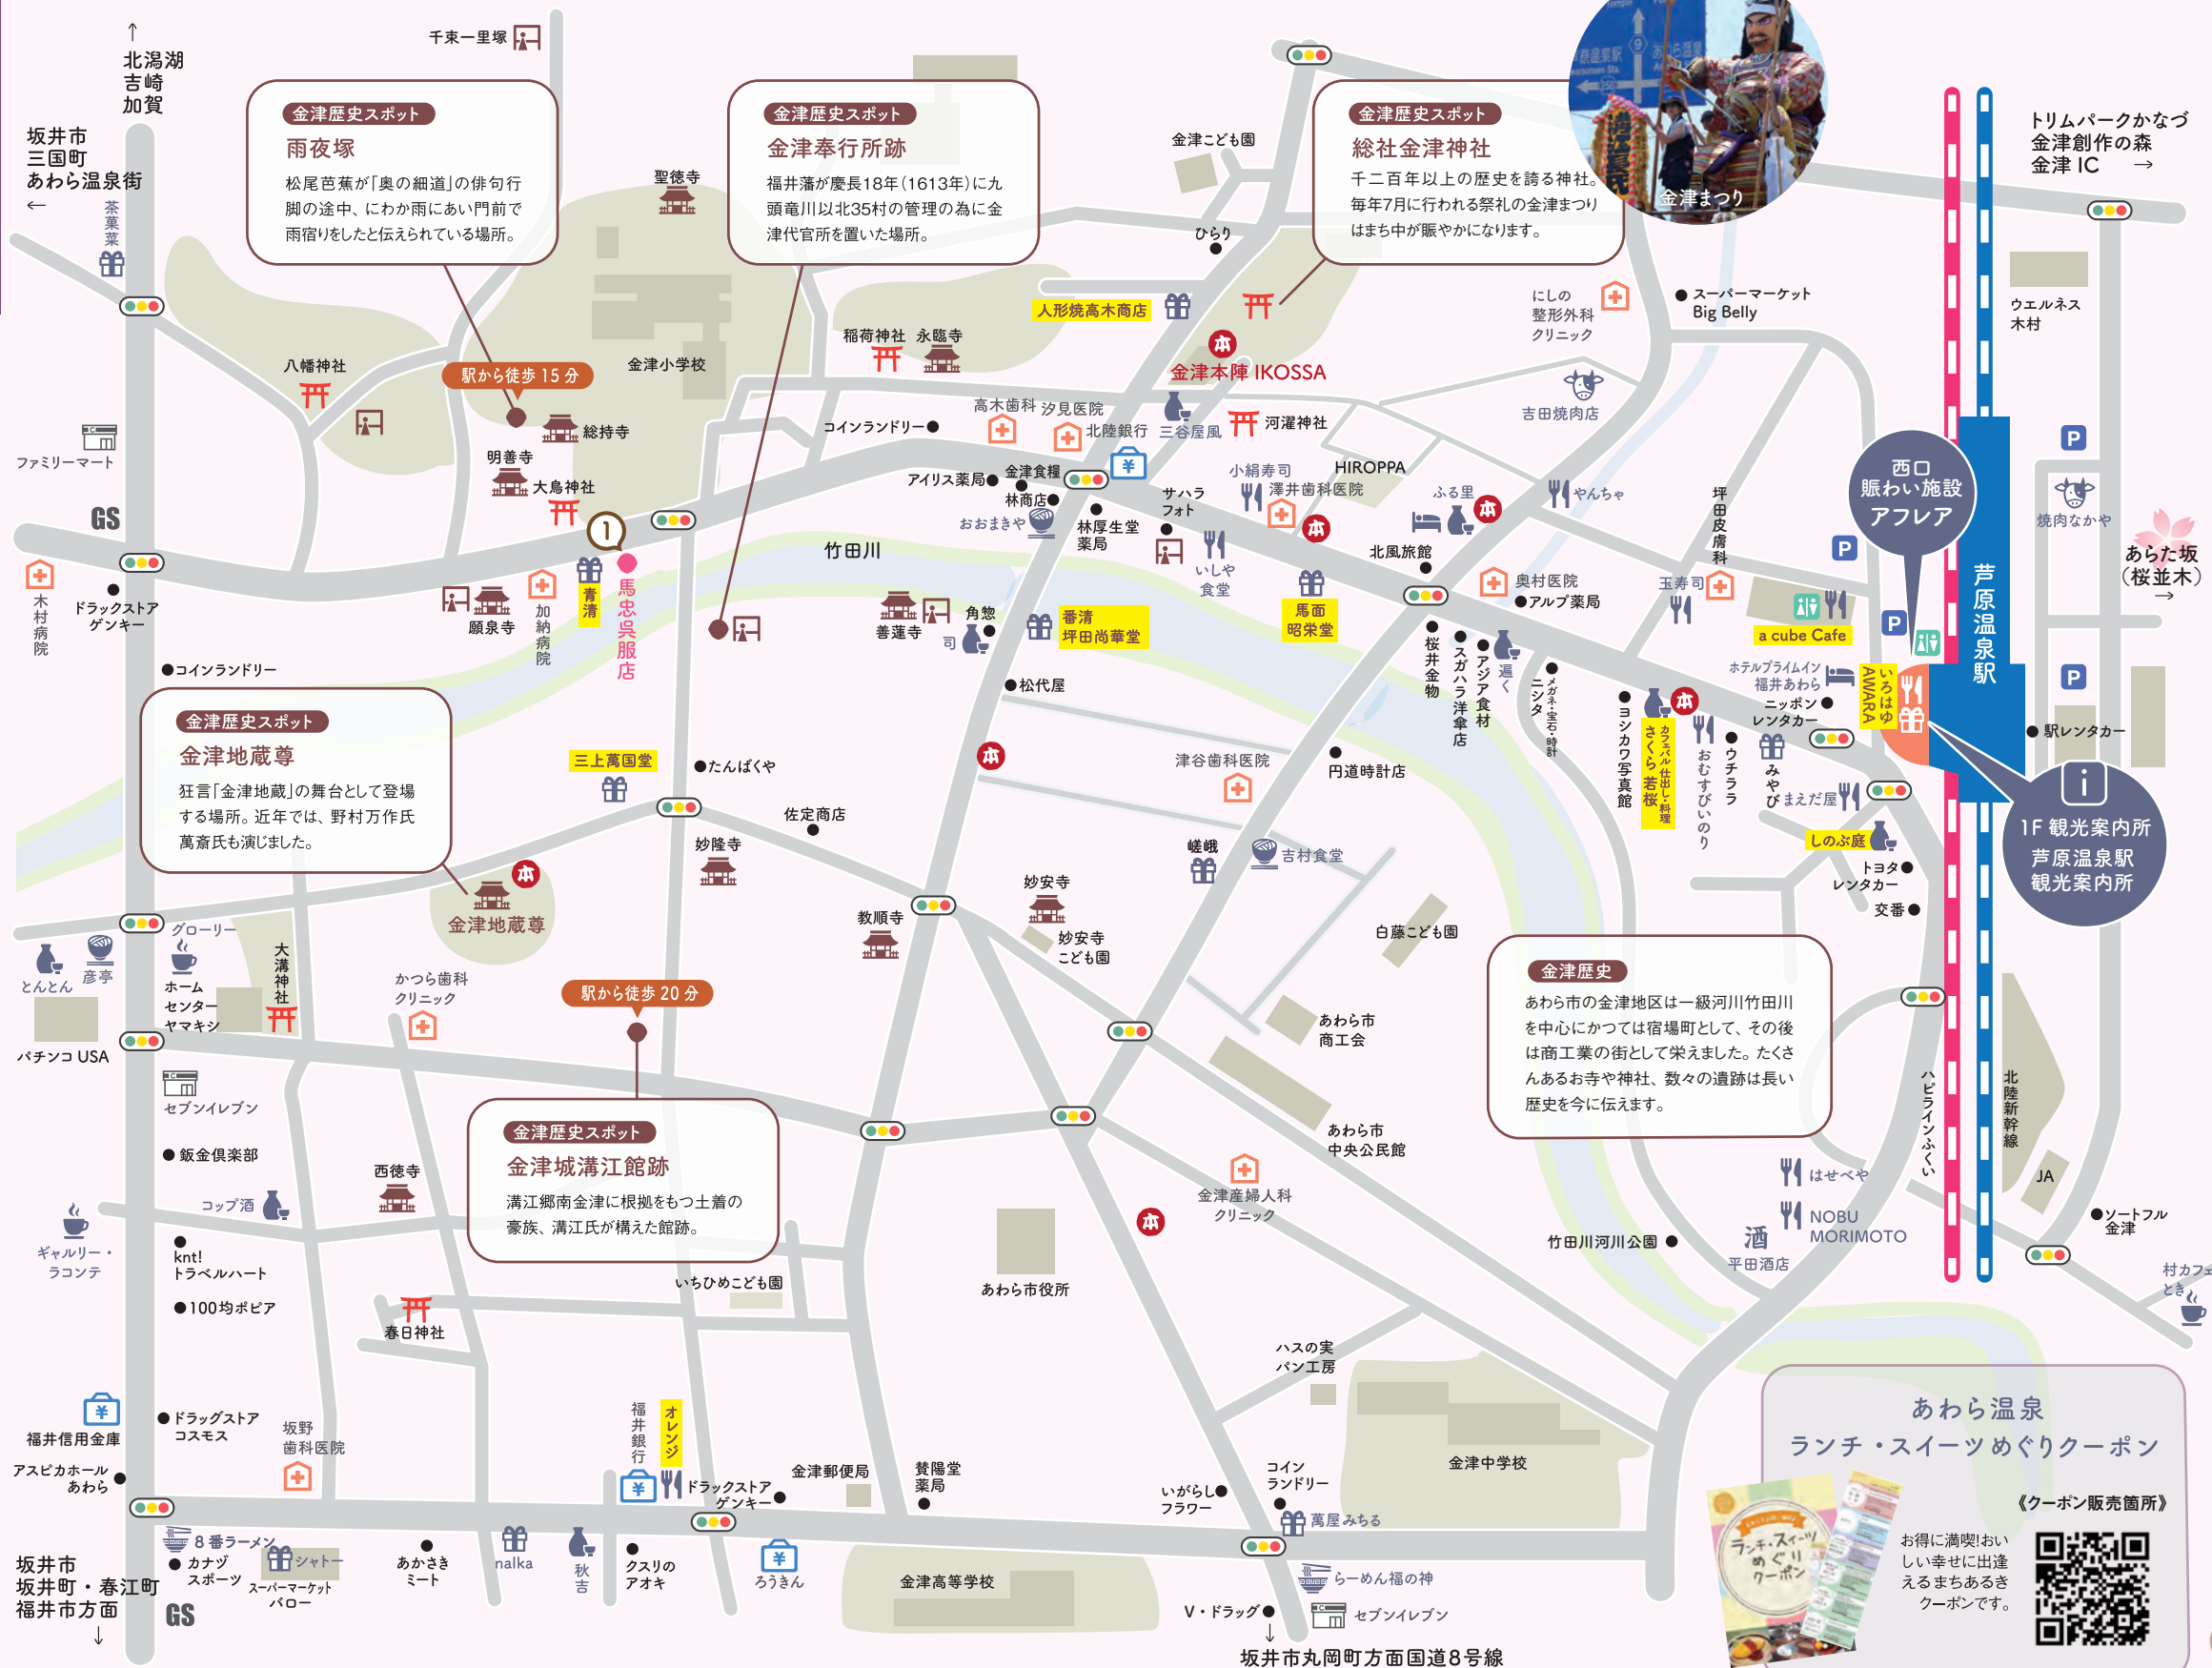 ↑
北潟湖
吉崎
加賀
坂井市
三国町
あわら温泉街
←
茶菓菜
千束一里塚
金津歴史スポット
雨夜塚
松尾芭蕉が「奥の細道」の俳句行
脚の途中、にわか雨にあい門前で
雨宿りをしたと伝えられている場所。
聖徳寺
金津歴史スポット
金津奉行所跡
福井藩が慶長18年(1613年)に九
頭竜川以北35村の管理の為に金
津代官所を置いた場所。
金津こども園
ひらり
金津歴史スポット
総社金津神社
千二百年以上の歴史を誇る神社。
毎年7月に行われる祭礼の金津まつり
はまち中が賑やかになります。
9
金津まつり
トリムパークかなづ
金津創作の森
金津 IC →
ウエルネス
木村
スーパーマーケット
Big Belly
にしの
整形外科
クリニック
吉田焼肉店
人形焼高木商店
本
金津本陣 IKOSSA
稲荷神社
永臨寺
金津小学校
八幡神社
駅から徒歩 15 分
総持寺
明善寺
大鳥神社
ファミリーマート
GS
木村病院
ドラックストア
ゲンキー
コインランドリー
高木歯科
汐見医院
北陸銀行
¥
三谷屋風
河濯神社
コインランドリー
アイリス薬局
金津食糧
林商店
おおまきや
林厚生堂
薬局
サハラ
フォト
小絹寿司
澤井歯科医院
HIROPPA
本
いしや
食堂
ふる里
本
北風旅館
やんちゃ
坪田皮膚科
玉寿司
奥村医院
アルプ薬局
西口
賑わい施設
アフレア
P
P
P
P
焼肉なかや
あらた坂
(桜並木)
→
芦原温泉駅
a cube Cafe
ホテルプライムイン
福井あわら
いろはゆ
AWARA
ニッポン
レンタカー
駅レンタカー
1
青清
馬忠呉服店
願泉寺
加納病院
竹田川
善蓮寺
角惣
司
番清
坪田尚華堂
馬面
昭栄堂
松代屋
桜井金物
スガハラ洋傘店
アジア食材
暹く
メガネ・宝石・時計
ニシタ
ヨシカワ写真館
本
カフェバル 仕出し・料理
さくら 若桜
おむすびいのり
ウチララ
みやび
まえだ屋
しのぶ庭
トヨタ
レンタカー
交番
i
1F 観光案内所
芦原温泉駅
観光案内所
金津歴史スポット
金津地蔵尊
狂言「金津地蔵」の舞台として登場
する場所。近年では、野村万作氏
萬斎氏も演じました。
本
金津地蔵尊
三上萬国堂
たんばくや
佐定商店
妙隆寺
本
津谷歯科医院
円道時計店
嵯峨
吉村食堂
妙安寺
妙安寺
こども園
教順寺
白藤こども園
とんとん
彦亭
グローリー
ホーム
センター
ヤマキシ
大溝神社
パチンコ USA
セブンイレブン
かつら歯科
クリニック
駅から徒歩 20 分
金津歴史スポット
金津城溝江館跡
溝江郷南金津に根拠をもつ土着の
豪族、溝江氏が構えた館跡。
あわら市
商工会
あわら市
中央公民館
金津歴史
あわら市の金津地区は一級河川竹田川
を中心にかつては宿場町として、その後
は商工業の街として栄えました。たくさ
んあるお寺や神社、数々の遺跡は長い
歴史を今に伝えます。
ハピラインふくい
北陸新幹線
JA
ソートフル
金津
村カフェ
とき
はせべや
NOBU
MORIMOTO
酒
平田酒店
竹田川河川公園
金津産婦人科
クリニック
本
あわら市役所
鈑金倶楽部
コップ酒
西徳寺
ギャルリー・
ラコンテ
knt!
トラベルハート
100均ポピア
春日神社
いちひめこども園
ハスの実
パン工房
金津中学校
¥
福井信用金庫
ドラッグストア
コスモス
アスピカホール
あわら
坂野
歯科医院
福井銀行
¥
オレンジ
ドラックストア
ゲンキー
金津郵便局
賛陽堂
薬局
いがらし
フラワー
コイン
ランドリー
萬屋みちる
8番ラーメン
カナヅ
スポーツ
シャトー
スーパーマーケット
バロー
あかさき
ミート
nalka
秋吉
クスリの
アオキ
¥
ろうきん
金津高等学校
らーめん福の神
V・ドラッグ
セブンイレブン
↓
坂井市丸岡町方面国道8号線
坂井市
坂井町・春江町
福井市方面
↓
GS
あわら温泉
ランチ・スイーツめぐりクーポン
ランチ・スイーツ
めぐり
クーポン
《クーポン販売箇所》
お得に満喫!おい
しい幸せに出逢
えるまちあるき
クーポンです。